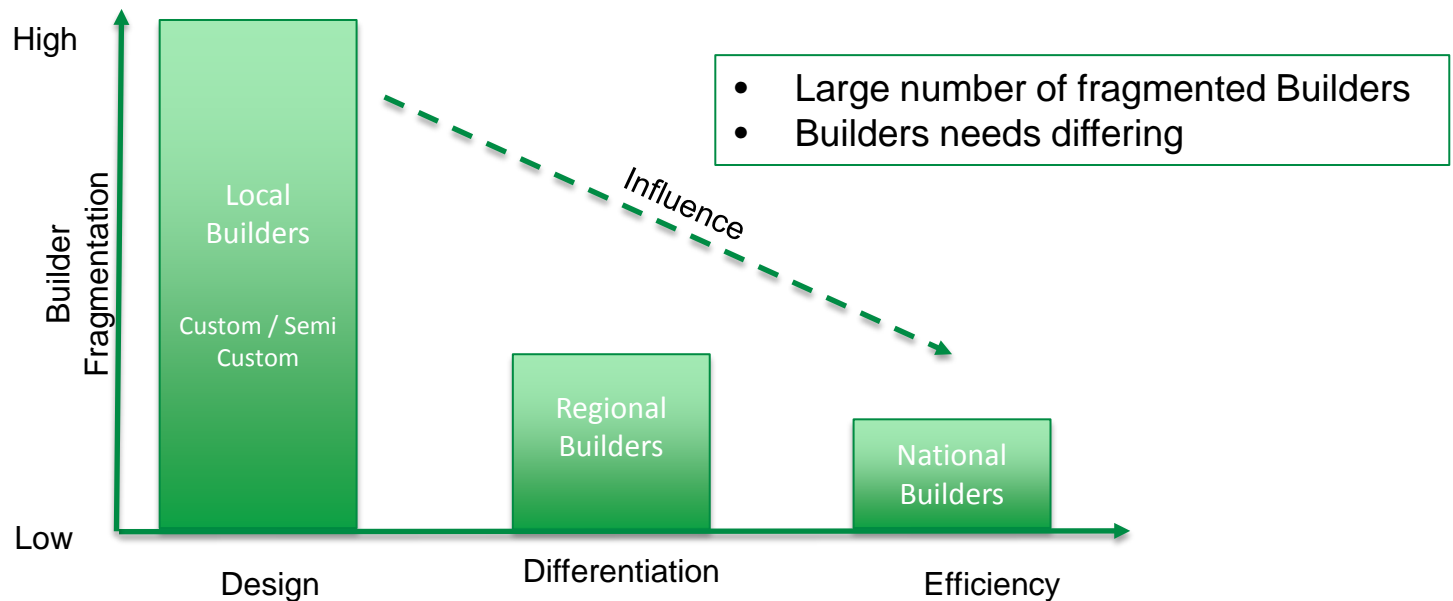 High
• Large number of fragmented Builders
• Builders needs differing
Influence
Builder
Fragmentation
Local
Builders
Custom / Semi
Custom
Regional
Builders
National
Builders
Low
Design
Differentiation
Efficiency